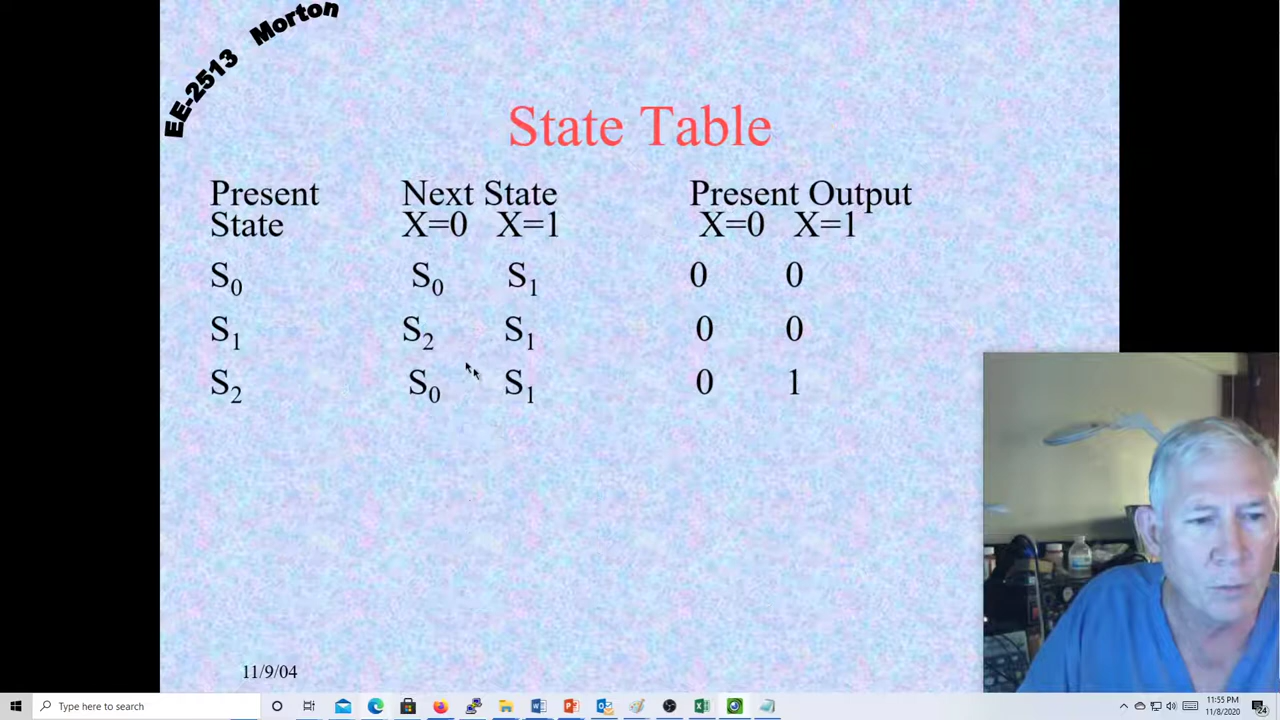 EE-2513 Morton
State Table
Present Next State Present Output
State X=0 X=1 X=0 X=1
S0 S0 S1 0 0
S1 S2 S1 0 0
S2 S0 S1 0 1
11/9/04
Type here to search
11:55 PM
11/8/2020
24